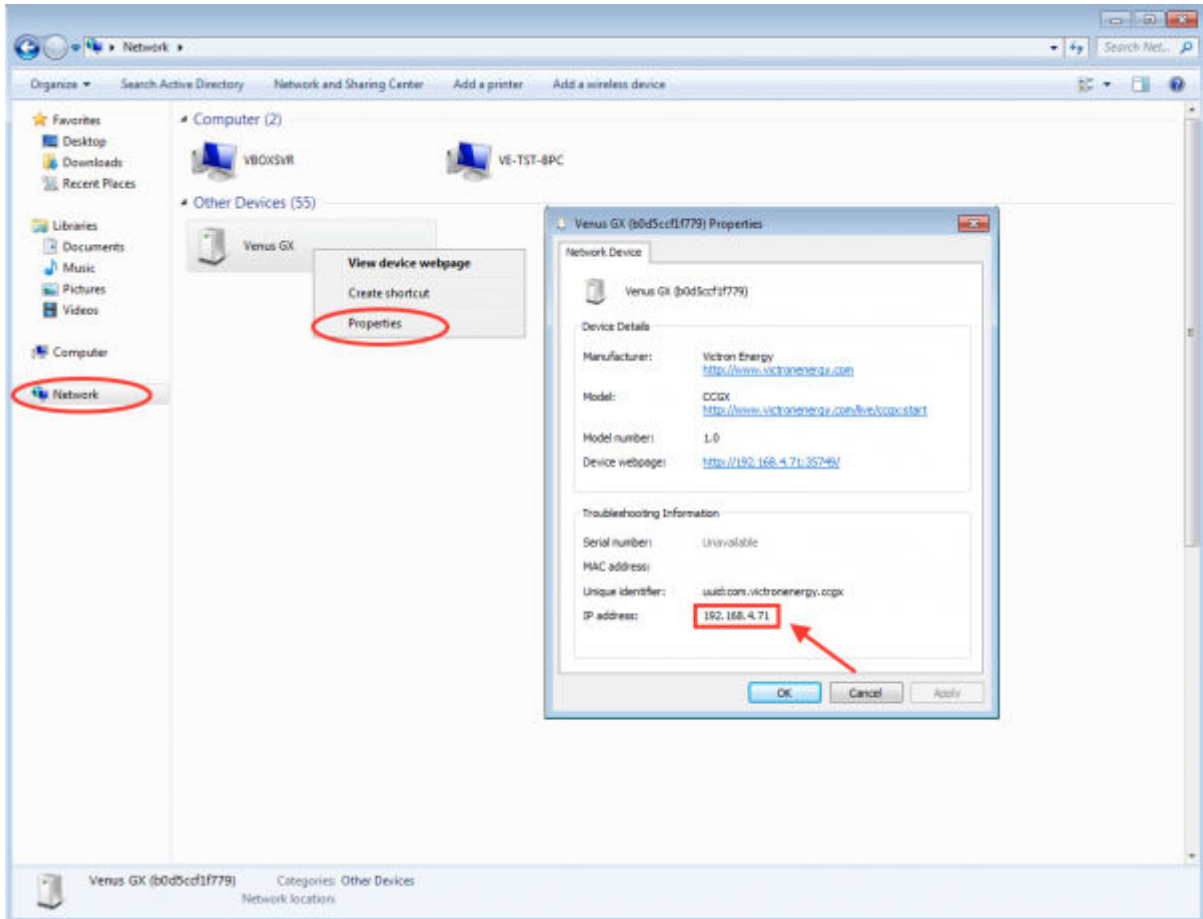 Network
Search Net...
Organize
Search Active Directory
Network and Sharing Center
Add a printer
Add a wireless device
Favorites
Desktop
Downloads
Recent Places
Libraries
Documents
Music
Pictures
Videos
Computer
Network
Computer (2)
VBOXSVR
VE-TST-8PC
Other Devices (55)
Venus GX
View device webpage
Create shortcut
Properties
Venus GX (b0d5ccf1f779) Properties
Network Device
Venus GX (b0d5ccf1f779)
Device Details
Manufacturer: Victron Energy
http://www.victronenergy.com
Model: CCGX
http://www.victronenergy.com/live/ccgx:start
Model number: 1.0
Device webpage: http://192.168.4.71:35749/
Troubleshooting Information
Serial number: Unavailable
MAC address:
Unique identifier: uuid:com.victronenergy.ccgx
IP address: 192.168.4.71
OK
Cancel
Apply
Venus GX (b0d5ccf1f779)
Categories: Other Devices
Network location: